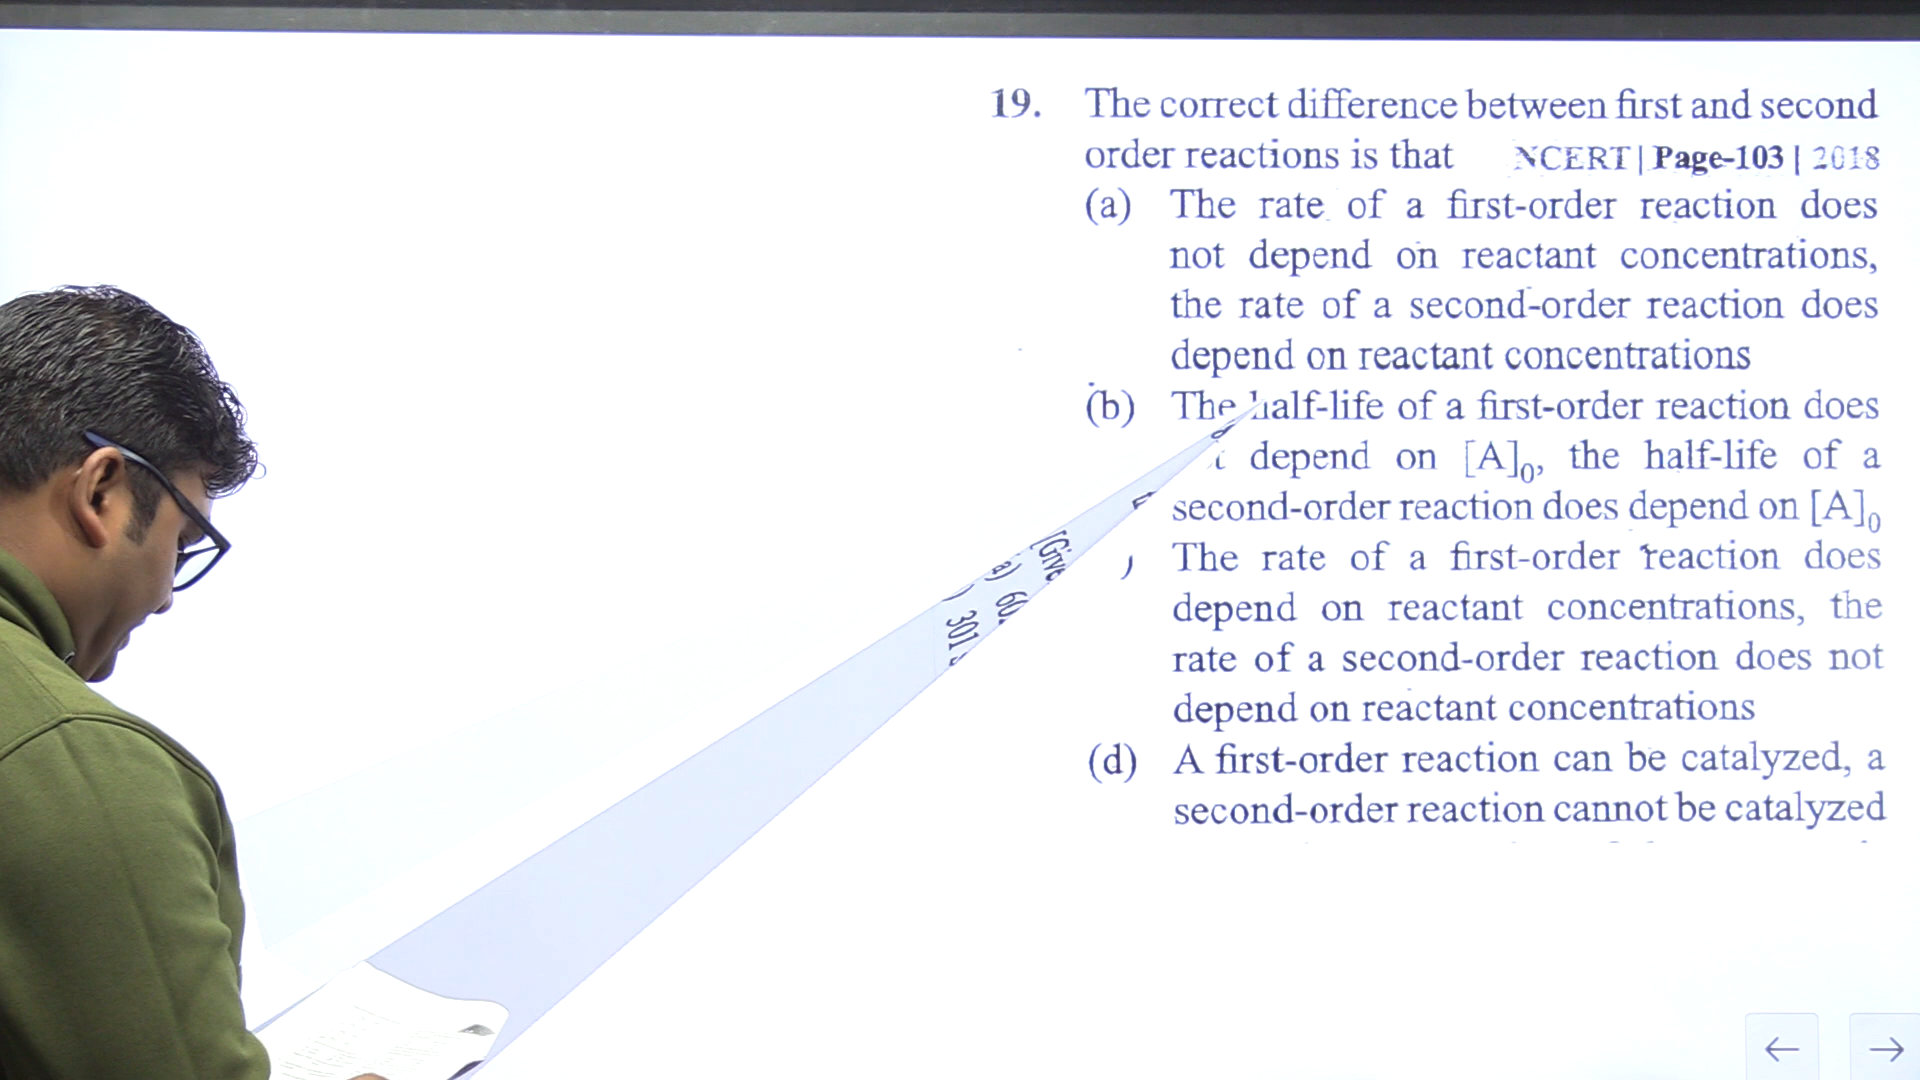 19. The correct difference between first and second
order reactions is that NCERT | Page-103 | 2018
(a) The rate of a first-order reaction does
not depend on reactant concentrations,
the rate of a second-order reaction does
depend on reactant concentrations
(b) The half-life of a first-order reaction does
depend on [A]₀, the half-life of a
second-order reaction does depend on [A]₀
The rate of a first-order reaction does
depend on reactant concentrations, the
rate of a second-order reaction does not
depend on reactant concentrations
(d) A first-order reaction can be catalyzed, a
second-order reaction cannot be catalyzed
[Give
a) 60
) 301